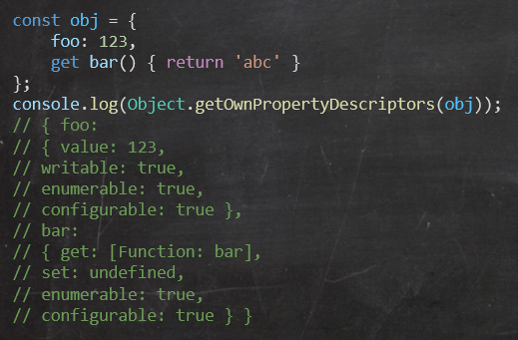 const obj = {
    foo: 123,
    get bar() { return 'abc' }
};
console.log(Object.getOwnPropertyDescriptors(obj));
// { foo:
// { value: 123,
// writable: true,
// enumerable: true,
// configurable: true },
// bar:
// { get: [Function: bar],
// set: undefined,
// enumerable: true,
// configurable: true } }